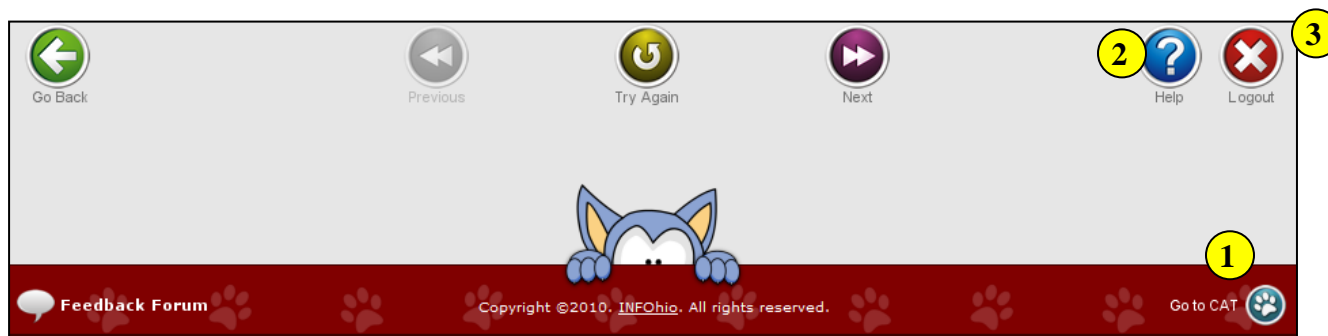 3
2
Go Back
Previous
Try Again
Next
Help
Logout
1
Feedback Forum
Copyright ©2010. INFOhio. All rights reserved.
Go to CAT